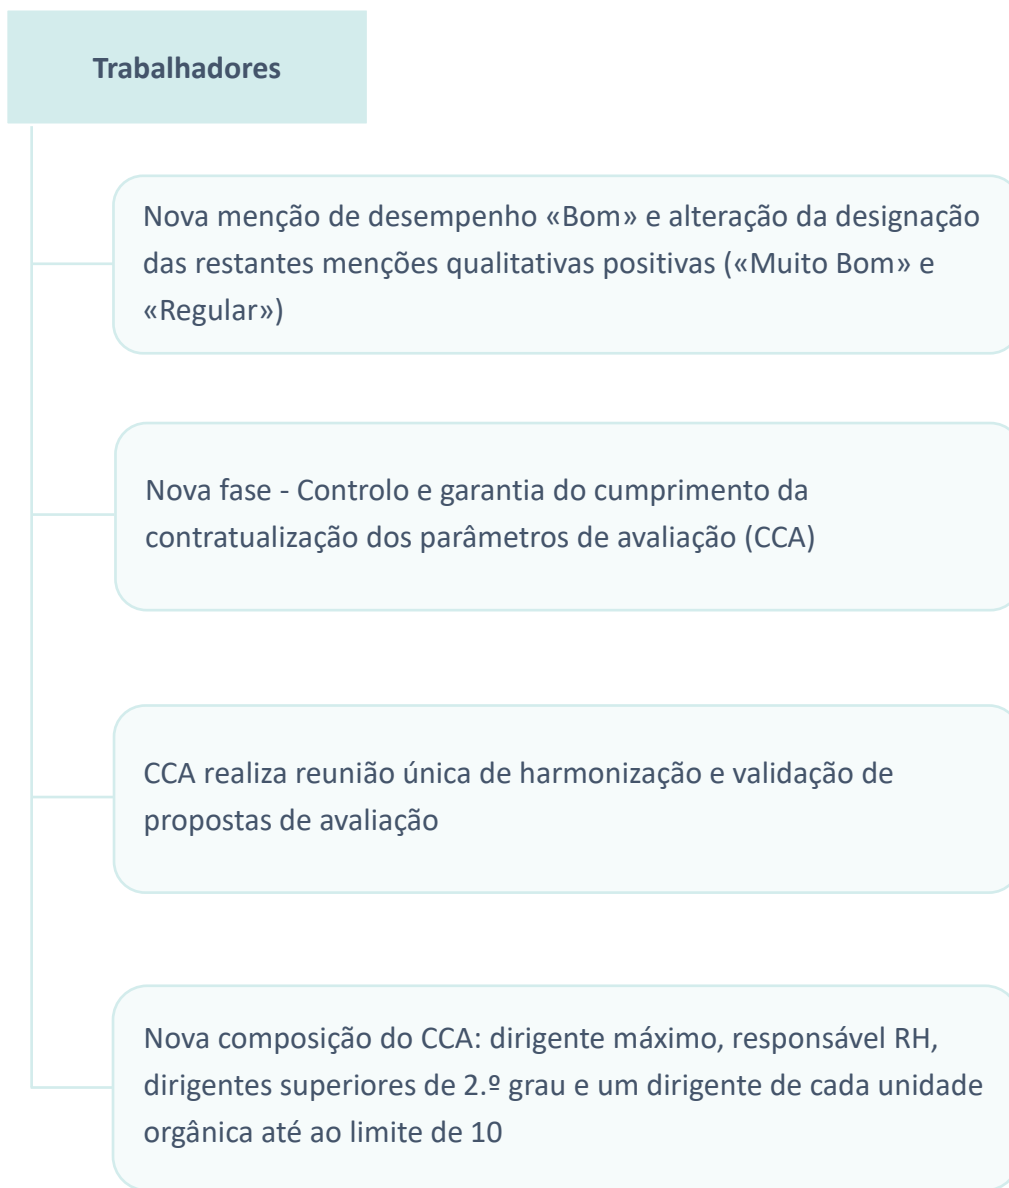 Trabalhadores
Nova menção de desempenho «Bom» e alteração da designação
das restantes menções qualitativas positivas («Muito Bom» e
«Regular»)
Nova fase - Controlo e garantia do cumprimento da
contratualização dos parâmetros de avaliação (CCA)
CCA realiza reunião única de harmonização e validação de
propostas de avaliação
Nova composição do CCA: dirigente máximo, responsável RH,
dirigentes superiores de 2.º grau e um dirigente de cada unidade
orgânica até ao limite de 10